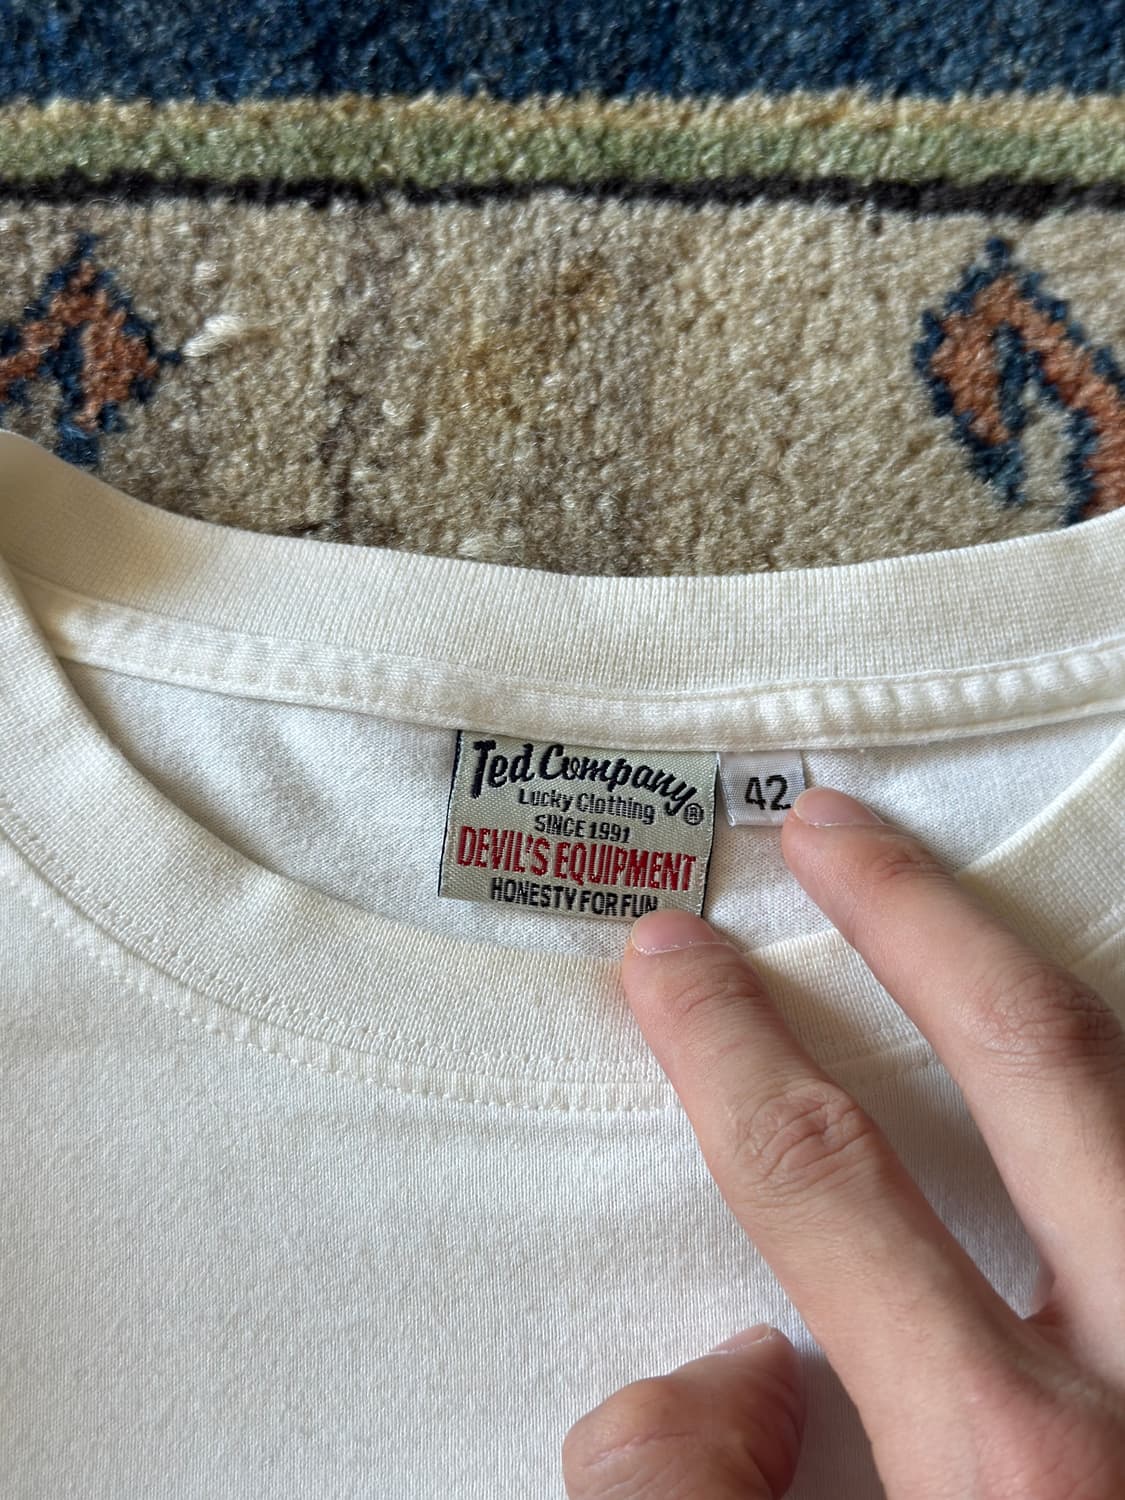 Ted Company®
Lucky Clothing
SINCE 1991
DEVIL'S EQUIPMENT
HONESTY FOR FUN
42